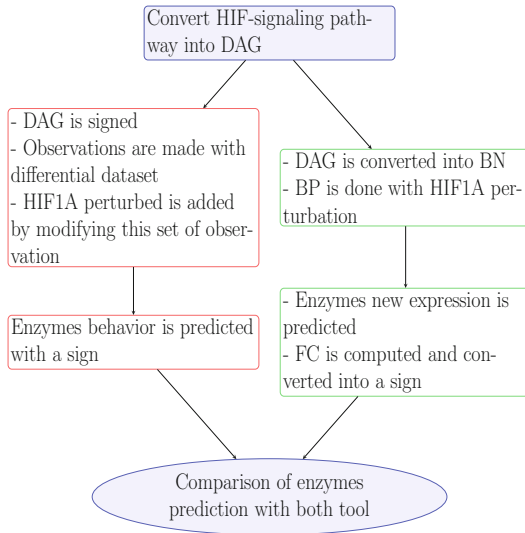 Convert HIF-signaling path-
way into DAG
- DAG is signed
- Observations are made with
differential dataset
- HIF1A perturbed is added
by modifying this set of obser-
vation
- DAG is converted into BN
- BP is done with HIF1A per-
turbation
Enzymes behavior is predicted
with a sign
- Enzymes new expression is
predicted
- FC is computed and con-
verted into a sign
Comparison of enzymes
prediction with both tool